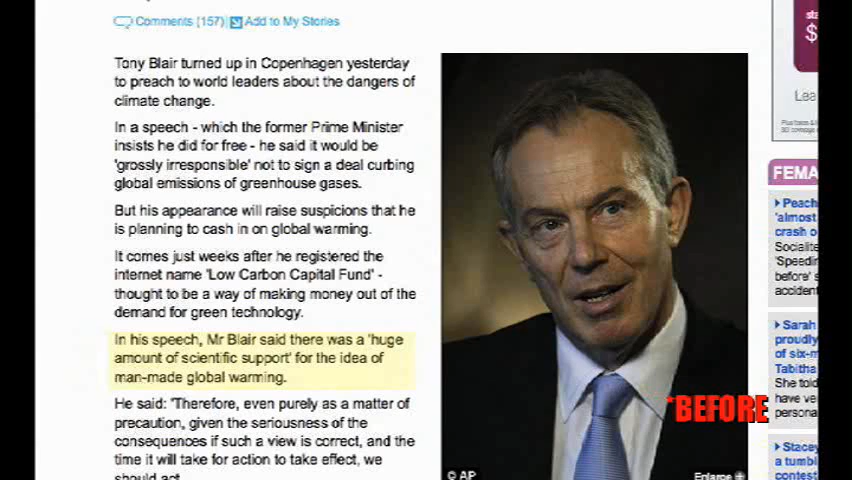 Comments (157)
Add to My Stories
Tony Blair turned up in Copenhagen yesterday
to preach to world leaders about the dangers of
climate change.
In a speech - which the former Prime Minister
insists he did for free - he said it would be
'grossly irresponsible' not to sign a deal curbing
global emissions of greenhouse gases.
But his appearance will raise suspicions that he
is planning to cash in on global warming.
It comes just weeks after he registered the
internet name 'Low Carbon Capital Fund' -
thought to be a way of making money out of the
demand for green technology.
In his speech, Mr Blair said there was a 'huge
amount of scientific support' for the idea of
man-made global warming.
He said: 'Therefore, even purely as a matter of
precaution, given the seriousness of the
consequences if such a view is correct, and the
time it will take for action to take effect, we
should act
© AP
Enlarge
*BEFORE
sta
$
Lea
FEMA
Peach
'almost
crash o
Socialite
'Speedin
before' s
accident
Sarah
proudly
of six-m
Tabitha
She told
have ve
persona
Stacey
a tumbl
contest